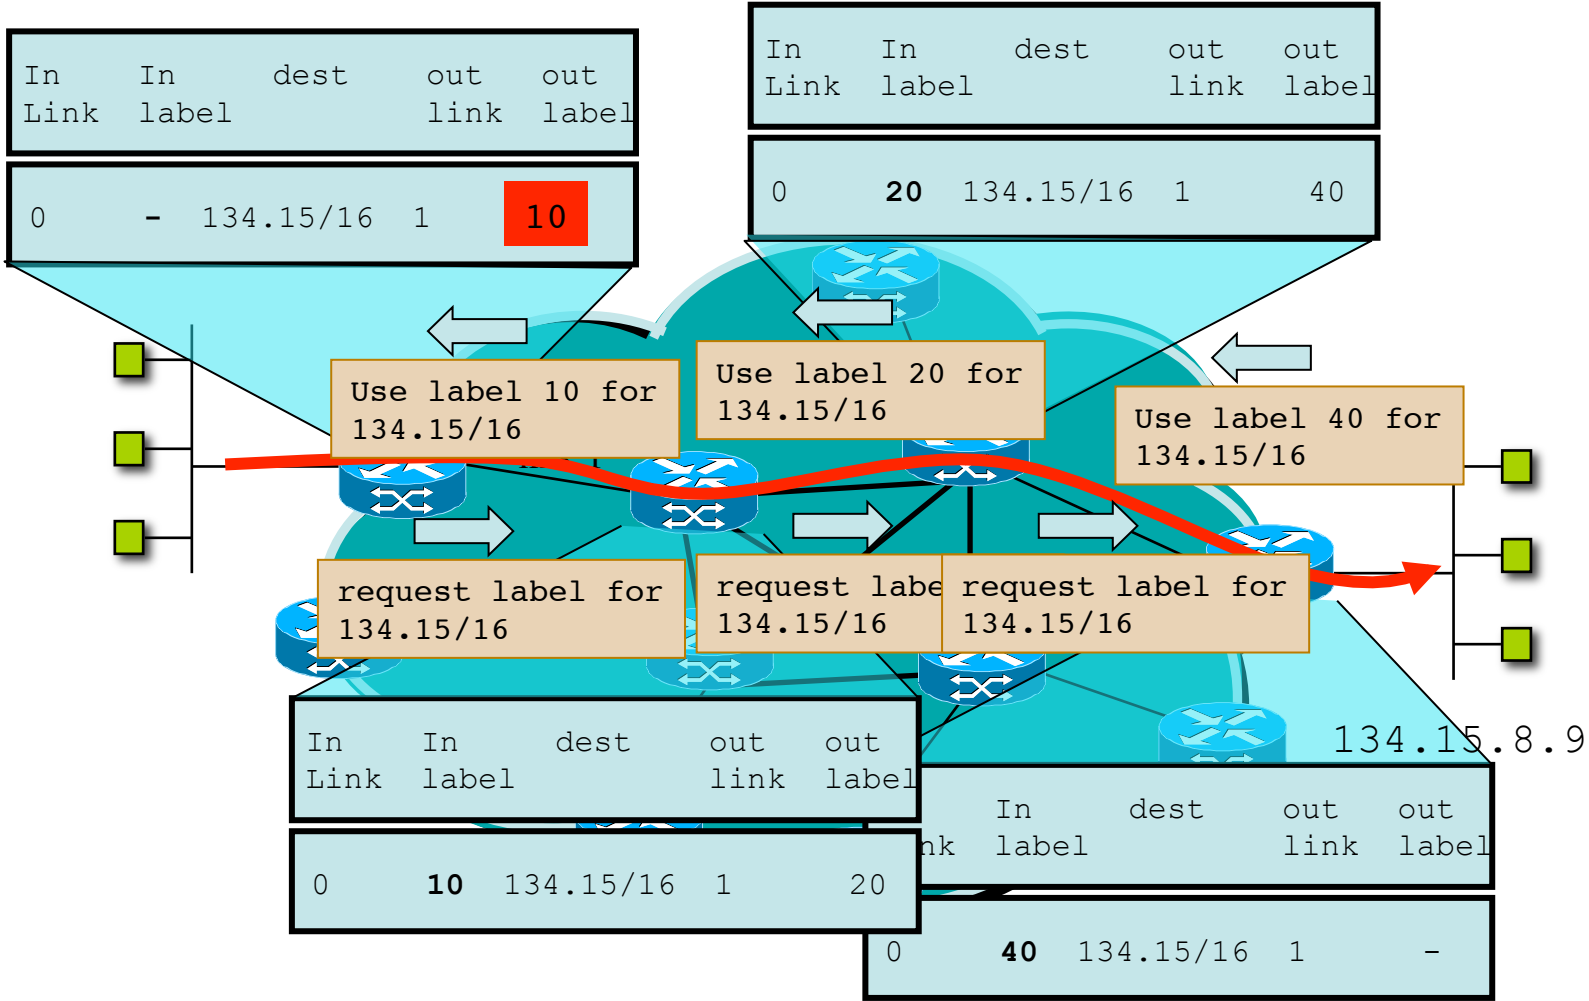 In In dest out out
Link label link label
0 - 134.15/16 1 10
In In dest out out
Link label link label
0 20 134.15/16 1 40
Use label 10 for
134.15/16
Use label 20 for
134.15/16
Use label 40 for
134.15/16
request label for
134.15/16
request labe
134.15/16
request label for
134.15/16
134.15.8.9
In In dest out out
Link label link label
0 10 134.15/16 1 20
In dest out out
nk label link label
0 40 134.15/16 1 -